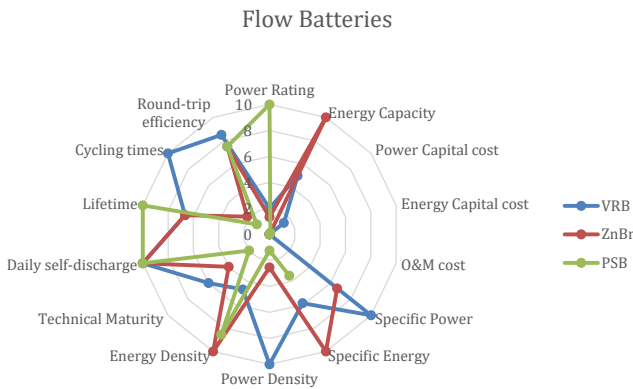 Flow Batteries
Power Rating
Energy Capacity
Power Capital cost
Energy Capital cost
O&M cost
Specific Power
Specific Energy
Power Density
Energy Density
Technical Maturity
Daily self-discharge
Lifetime
Cycling times
Round-trip
efficiency
10
8
6
4
2
0
VRB
ZnBr
PSB